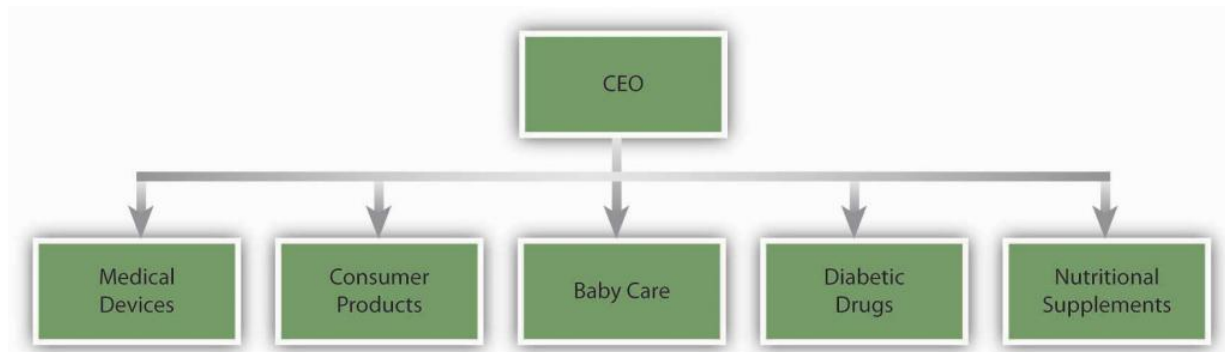 CEO
Medical
Devices
Consumer
Products
Baby Care
Diabetic
Drugs
Nutritional
Supplements